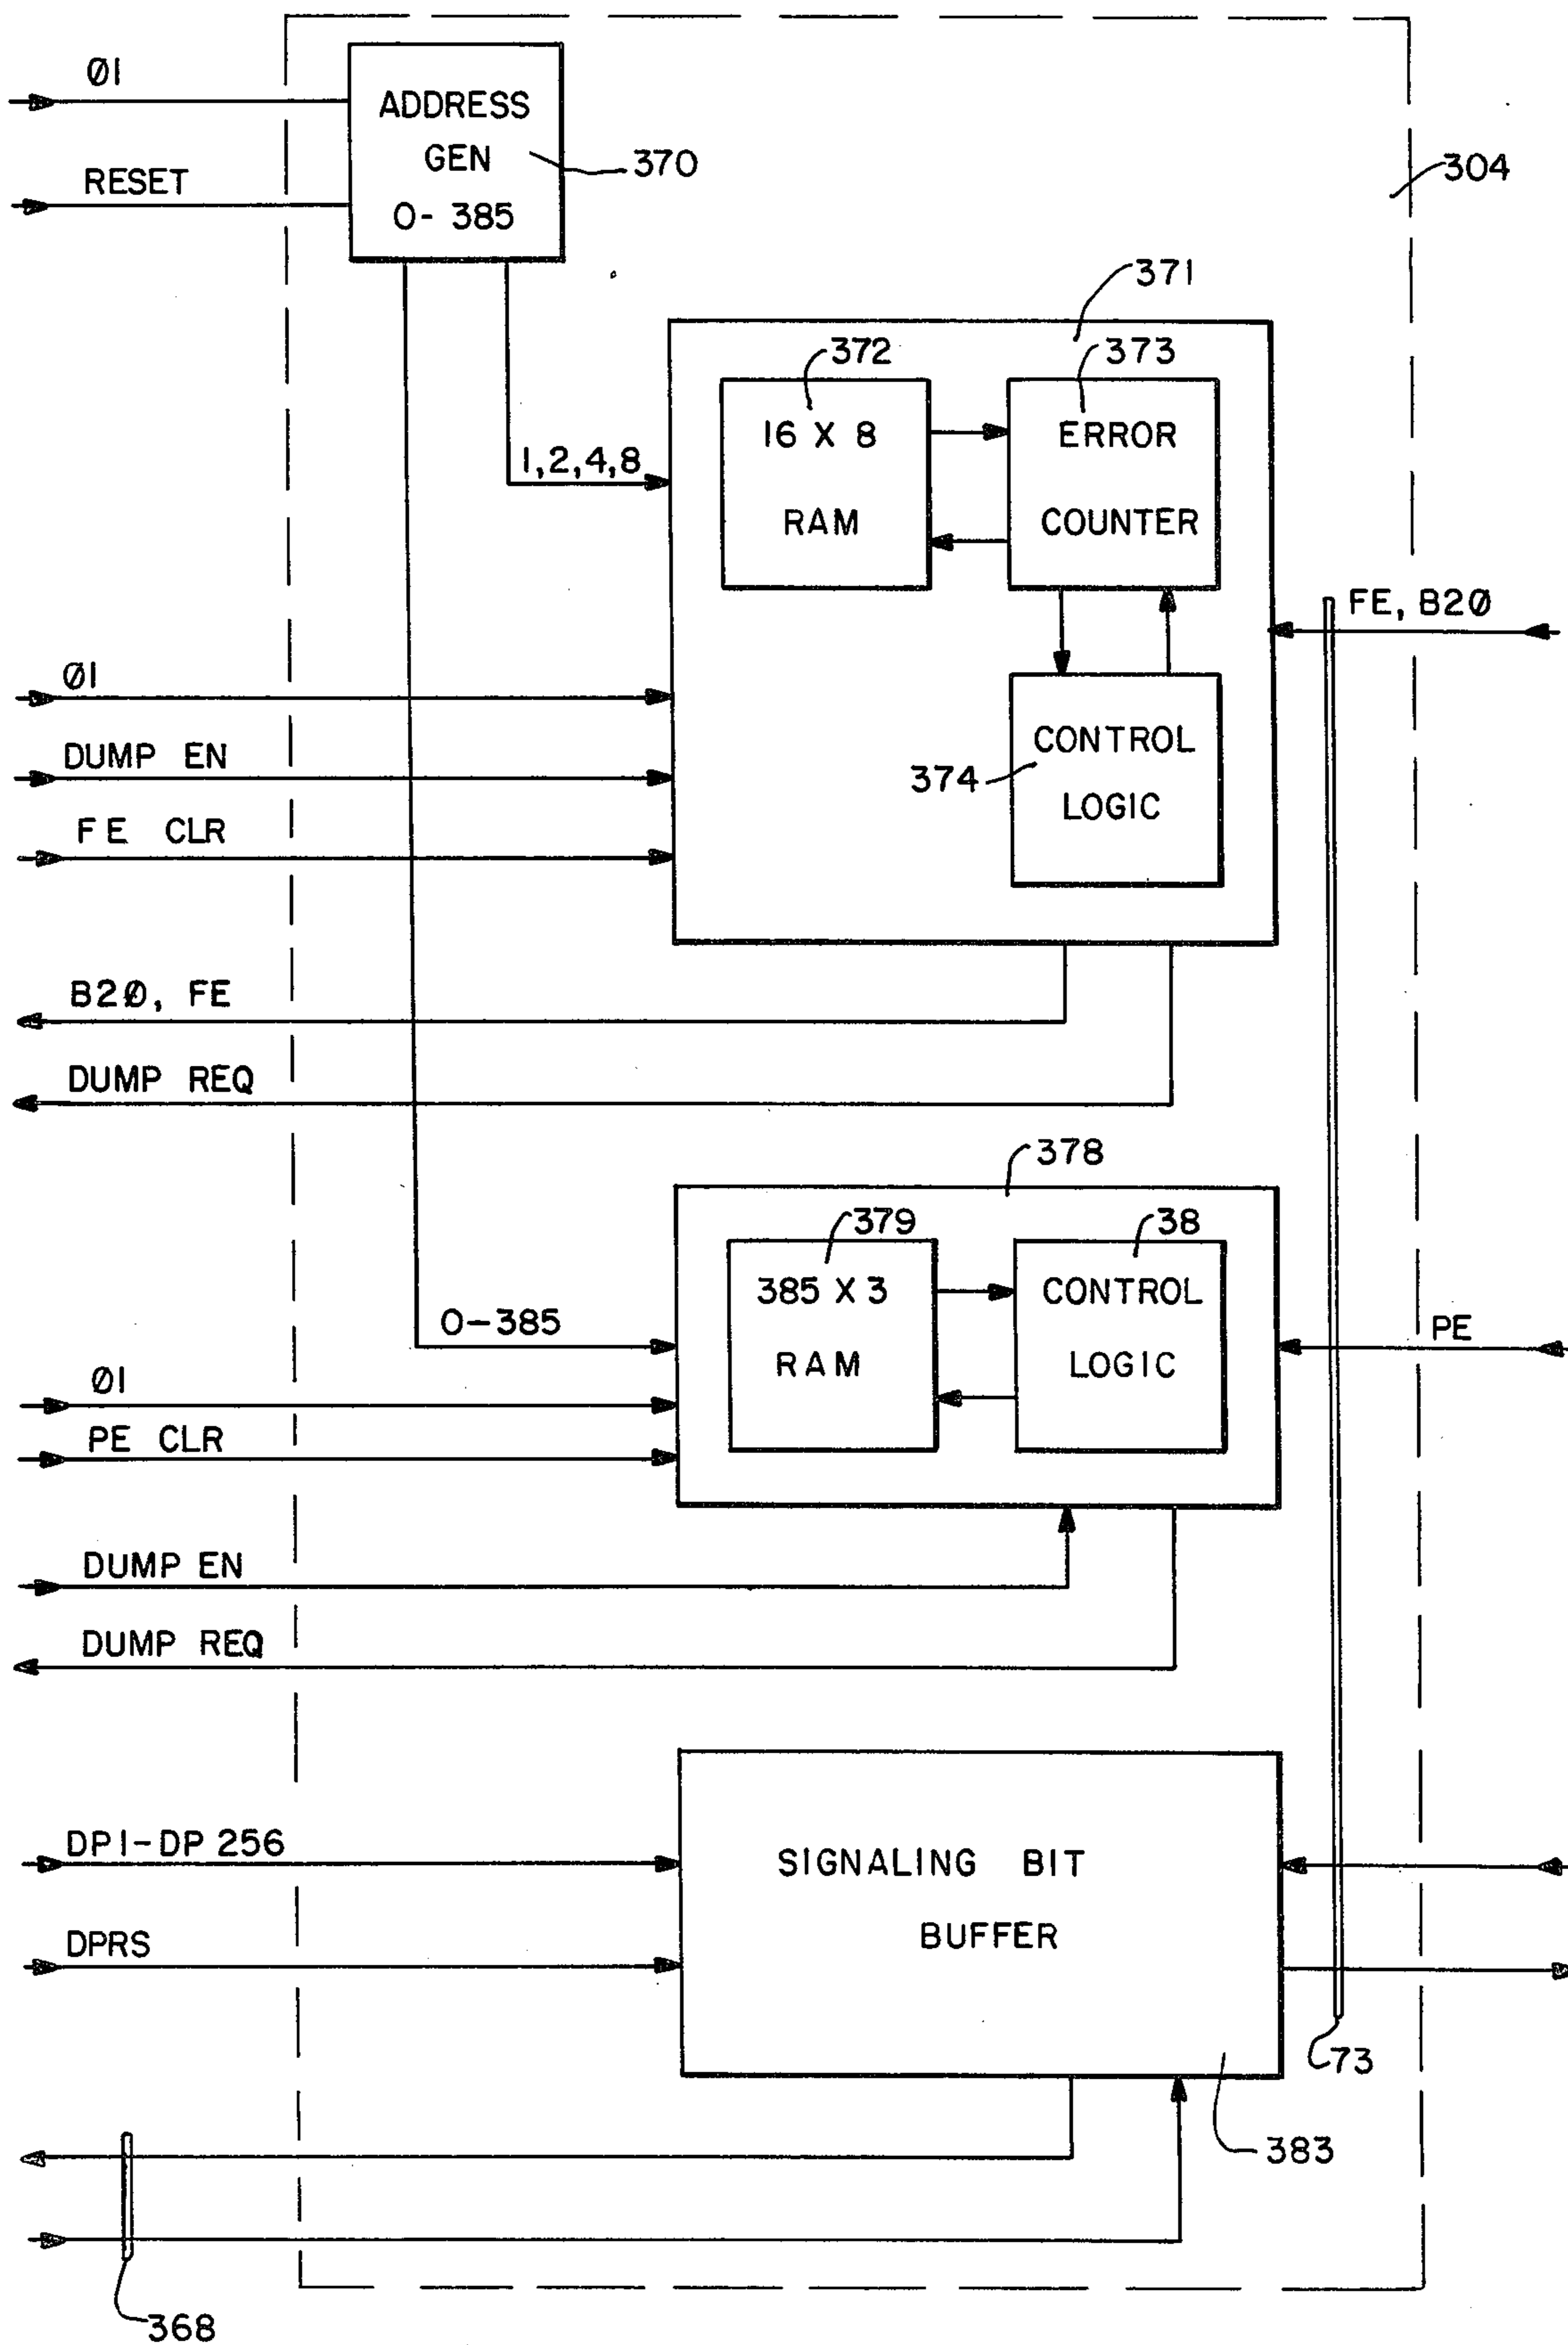 Ø1
ADDRESS
GEN
0- 385
370
RESET
304
371
372
373
16 X 8
RAM
ERROR
COUNTER
1,2,4,8
FE, B2Ø
Ø1
DUMP EN
374
CONTROL
LOGIC
FE CLR
B2Ø, FE
DUMP REQ
378
379
38
385 X 3
RAM
CONTROL
LOGIC
0-385
PE
Ø1
PE CLR
DUMP EN
DUMP REQ
DP1-DP 256
SIGNALING BIT
BUFFER
DPRS
73
383
368